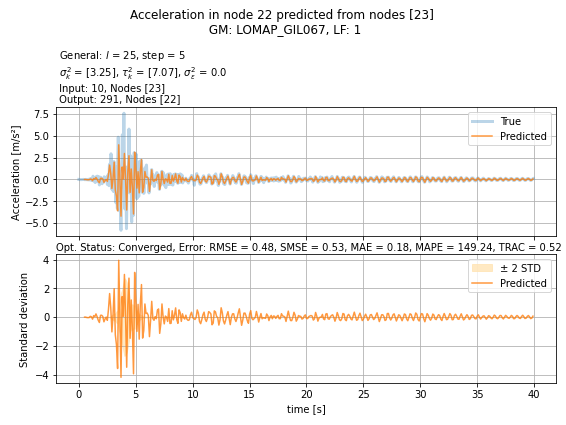 Acceleration in node 22 predicted from nodes [23]
GM: LOMAP_GIL067, LF: 1
General: l = 25, step = 5
σ²ₖ = [3.25], τ²ₖ = [7.07], σ²ε = 0.0
Input: 10, Nodes [23]
Output: 291, Nodes [22]
7.5
5.0
2.5
0.0
−2.5
−5.0
Acceleration [m/s²]
True
Predicted
Opt. Status: Converged, Error: RMSE = 0.48, SMSE = 0.53, MAE = 0.18, MAPE = 149.24, TRAC = 0.52
4
2
0
−2
−4
Standard deviation
± 2 STD
Predicted
0 5 10 15 20 25 30 35 40
time [s]